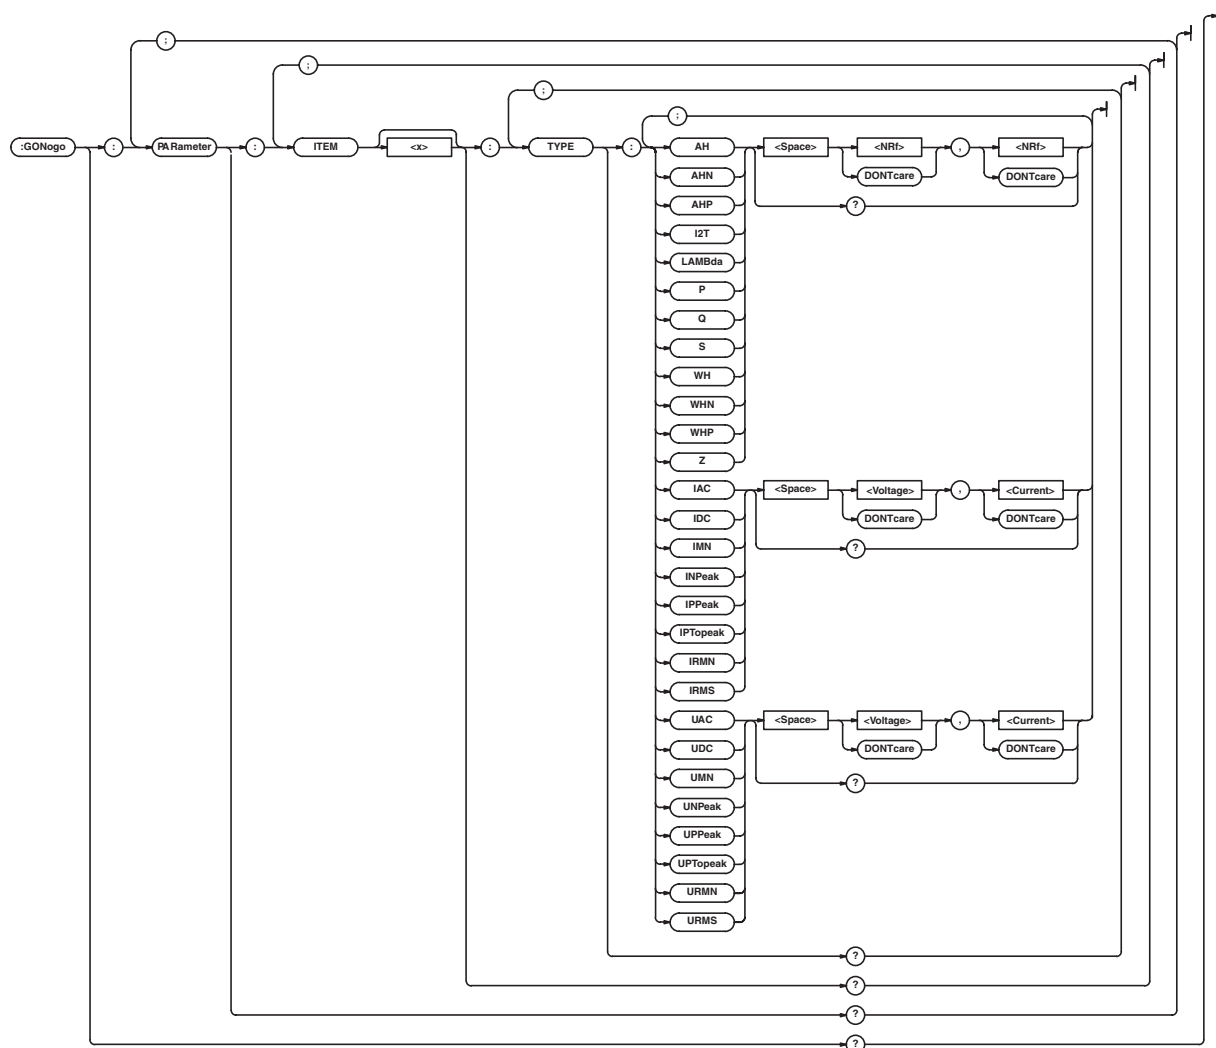 ;
;
;
;
:GONogo : PARameter : ITEM <x> : TYPE : AH <Space> <NRf> , <NRf>
AHN DONTcare DONTcare
AHP ?
I2T
LAMBda
P
Q
S
WH
WHN
WHP
Z
IAC <Space> <Voltage> , <Current>
IDC DONTcare DONTcare
IMN ?
INPeak
IPPeak
IPTopeak
IRMN
IRMS
UAC <Space> <Voltage> , <Current>
UDC DONTcare DONTcare
UMN ?
UNPeak
UPPeak
UPTopeak
URMN
URMS
?
?
?
?